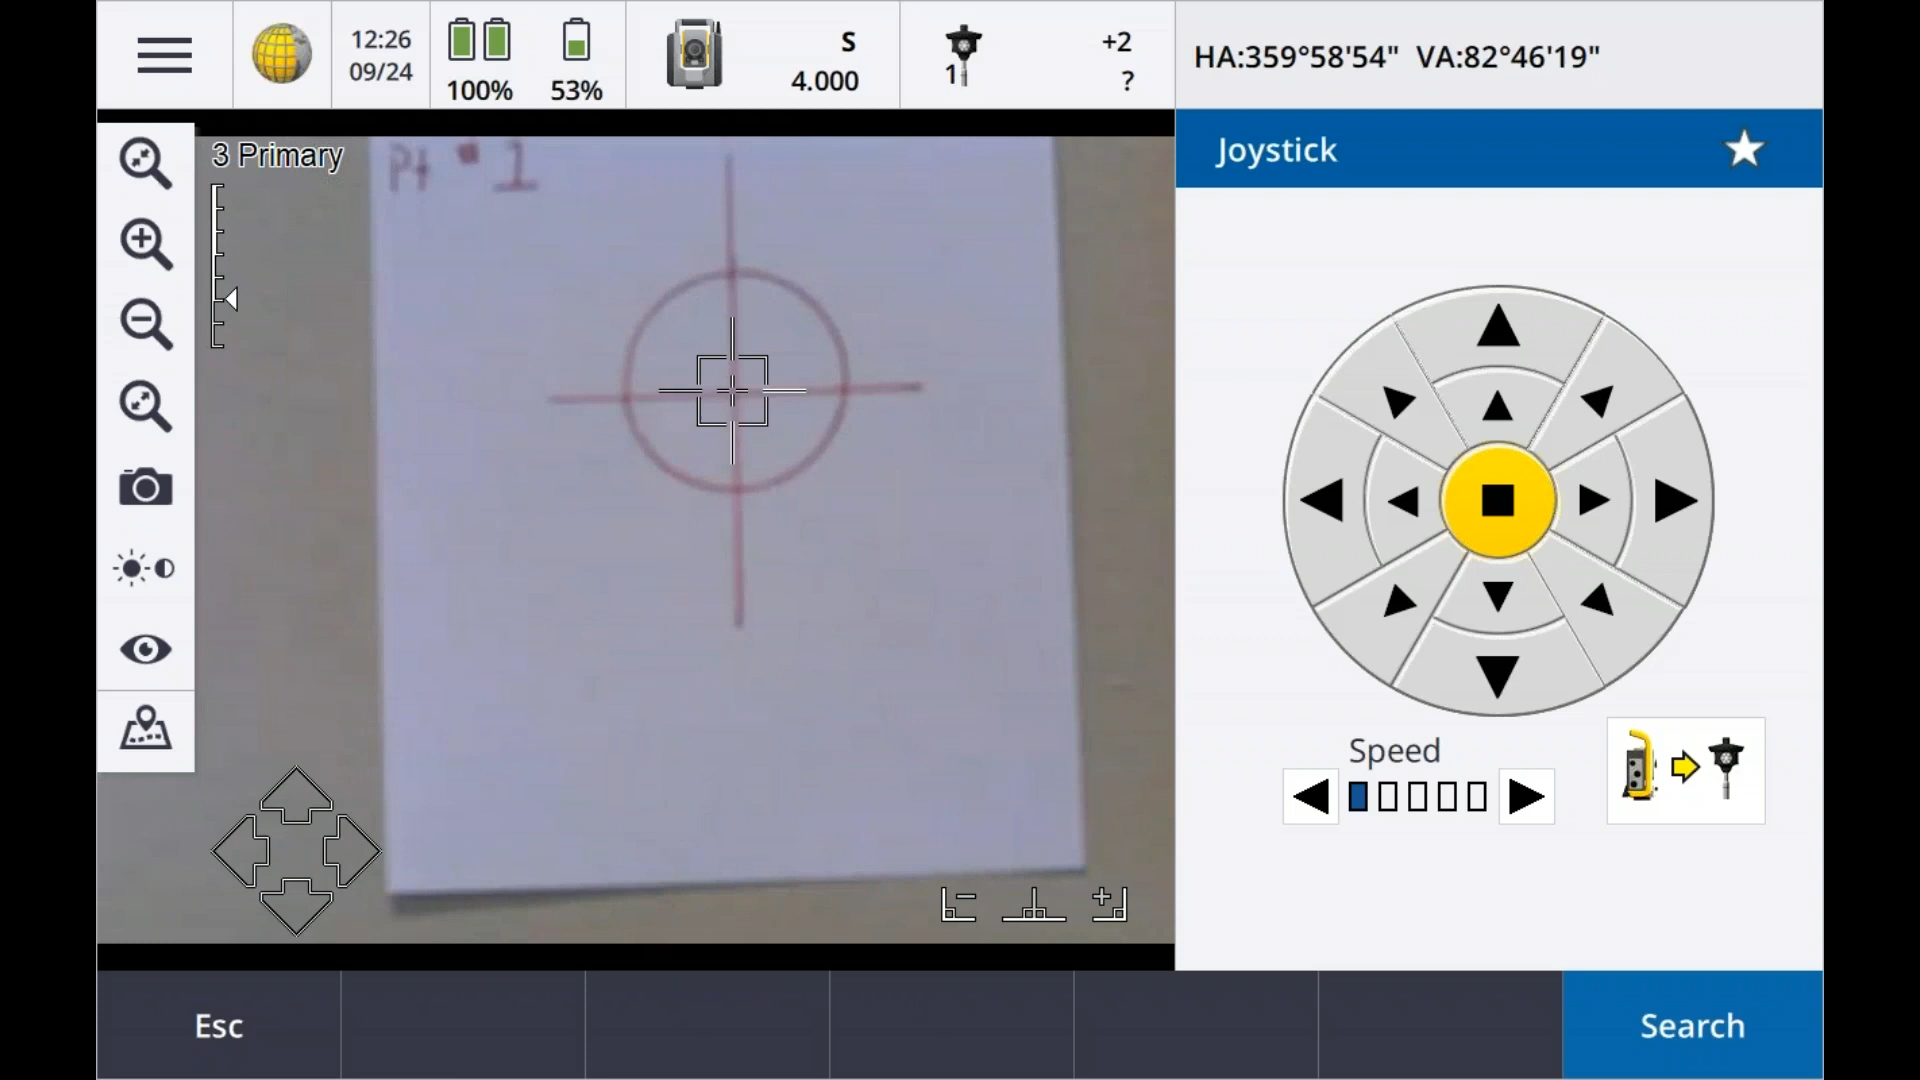 12:26
09/24
100%
53%
S
4.000
1
+2
?
HA:359°58'54" VA:82°46'19"
3 Primary
Pt 1
Joystick
Speed
Esc
Search